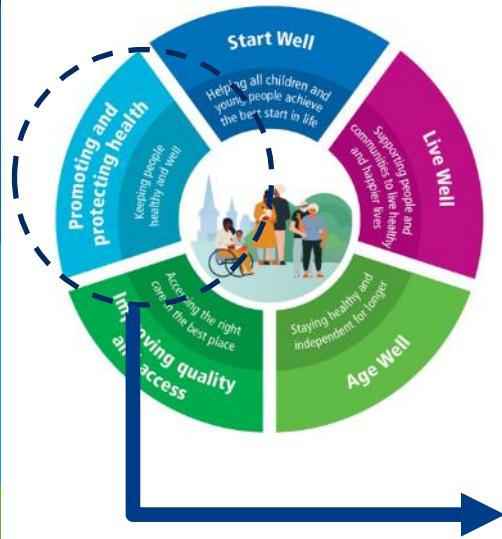 Start Well
Helping all children and
young people achieve
the best start in life
Live Well
Supporting people and
communities to live healthy
and happier lives
Age Well
Staying healthy and
independent for longer
Improving quality
and access
Accessing the right
care in the best place
Promoting and
protecting health
Keeping people
healthy and well